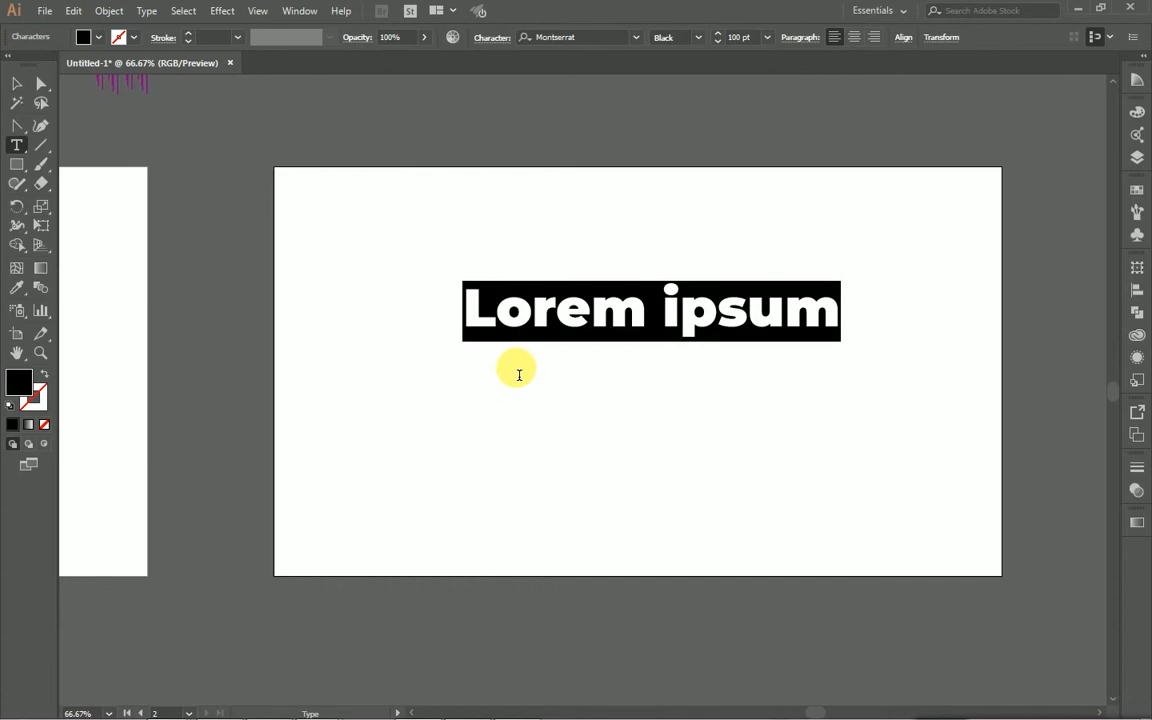 Ai File Edit Object Type Select Effect View Window Help Br St Essentials Search Adobe Stock
Characters Stroke: Opacity: 100% Character: Montserrat Black 100 pt Paragraph: Align Transform
Untitled-1* @ 66.67% (RGB/Preview)
T
Lorem ipsum
66.67% 2 Type